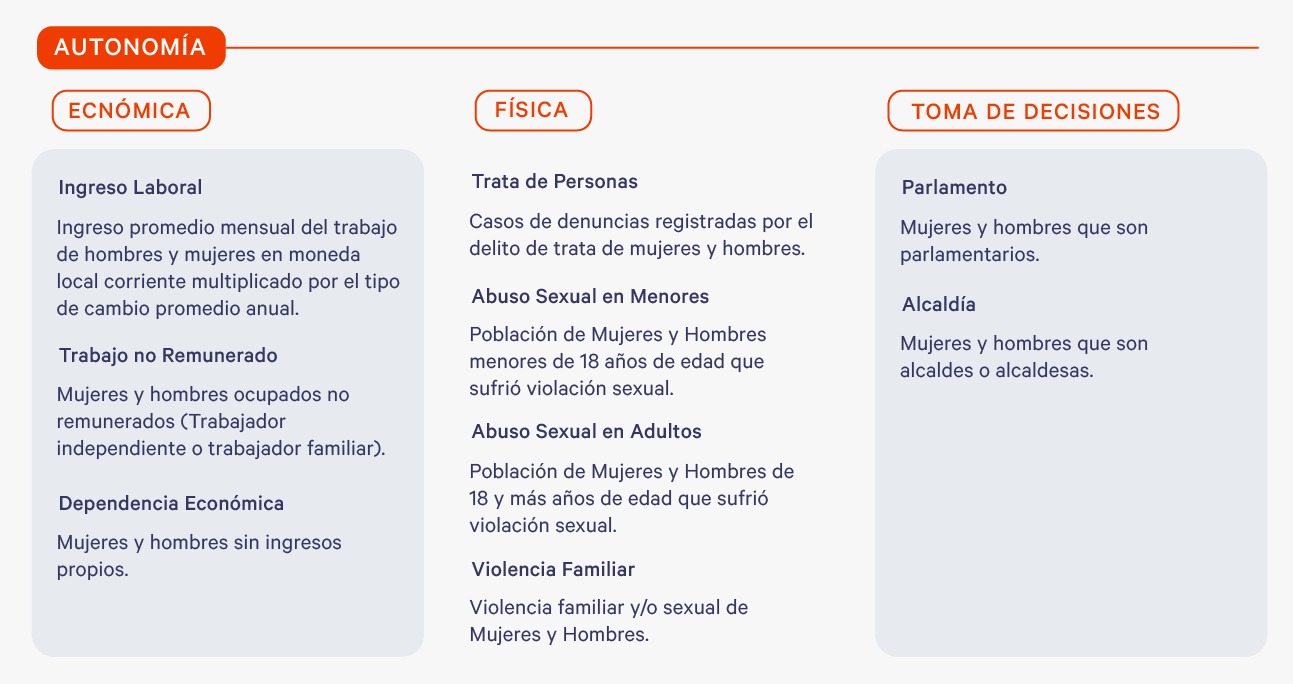 AUTONOMÍA
ECNÓMICA
Ingreso Laboral
Ingreso promedio mensual del trabajo
de hombres y mujeres en moneda
local corriente multiplicado por el tipo
de cambio promedio anual.
Trabajo no Remunerado
Mujeres y hombres ocupados no
remunerados (Trabajador
independiente o trabajador familiar).
Dependencia Económica
Mujeres y hombres sin ingresos
propios.
FÍSICA
Trata de Personas
Casos de denuncias registradas por el
delito de trata de mujeres y hombres.
Abuso Sexual en Menores
Población de Mujeres y Hombres
menores de 18 años de edad que
sufrió violación sexual.
Abuso Sexual en Adultos
Población de Mujeres y Hombres de
18 y más años de edad que sufrió
violación sexual.
Violencia Familiar
Violencia familiar y/o sexual de
Mujeres y Hombres.
TOMA DE DECISIONES
Parlamento
Mujeres y hombres que son
parlamentarios.
Alcaldía
Mujeres y hombres que son
alcaldes o alcaldesas.